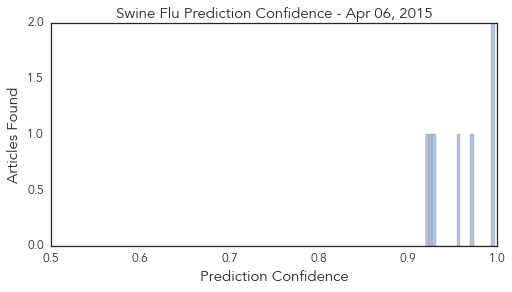 Swine Flu Prediction Confidence - Apr 06, 2015
2.0
1.5
1.0
0.5
0.0
Articles Found
0.5 0.6 0.7 0.8 0.9 1.0
Prediction Confidence